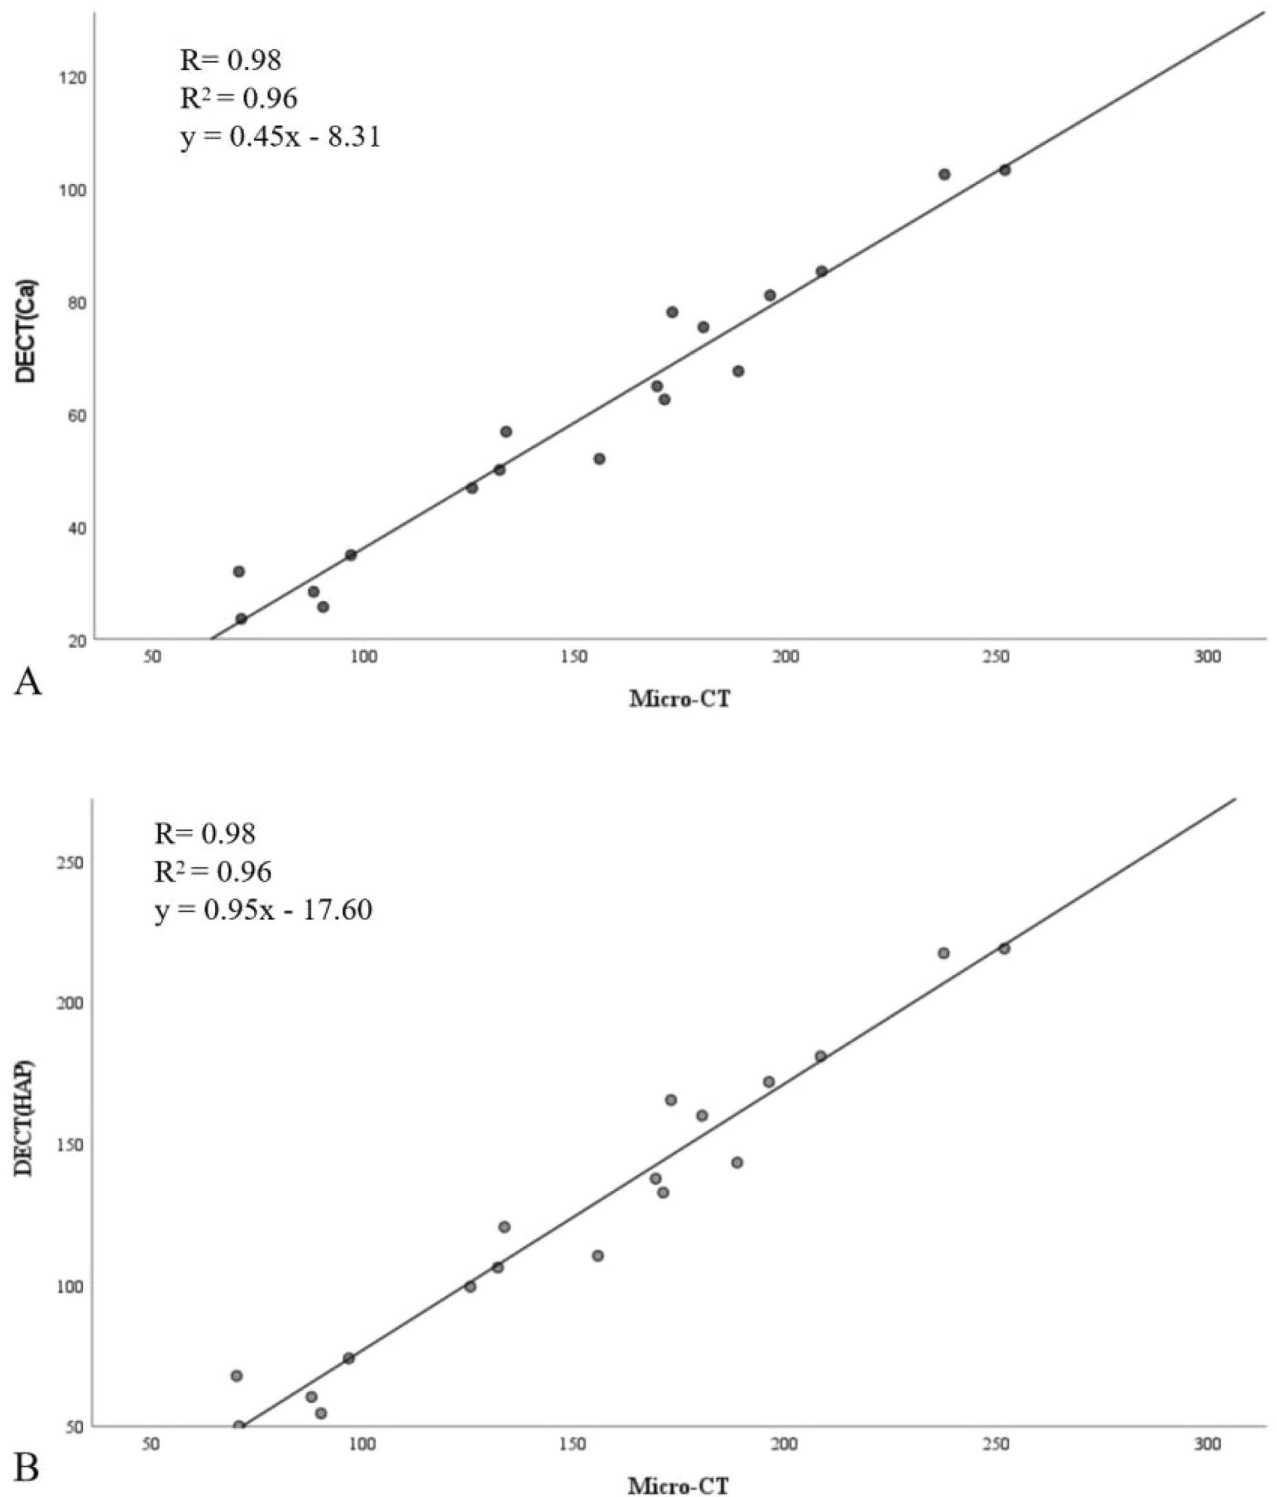 R= 0.98
R² = 0.96
y = 0.45x - 8.31
DECT(Ca)
120
100
80
60
40
20
50 100 150 200 250 300
Micro-CT
A
R= 0.98
R² = 0.96
y = 0.95x - 17.60
DECT(HAP)
250
200
150
100
50
50 100 150 200 250 300
Micro-CT
B